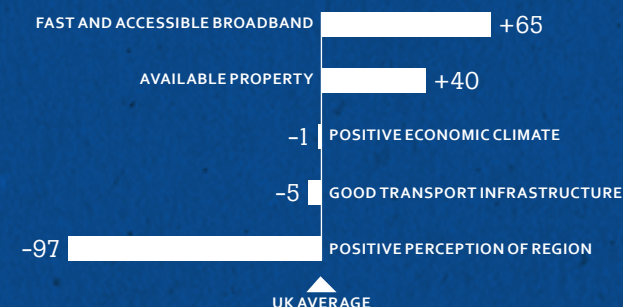 FAST AND ACCESSIBLE BROADBAND +65
AVAILABLE PROPERTY +40
–1 POSITIVE ECONOMIC CLIMATE
–5 GOOD TRANSPORT INFRASTRUCTURE
–97 POSITIVE PERCEPTION OF REGION
UK AVERAGE